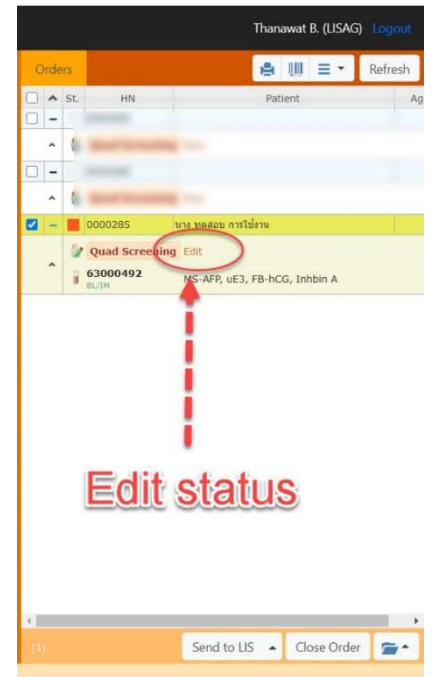 Thanawat B. (LISAG) Logout
Orders Refresh
St. HN Patient Ag
0000285 นาง ทดสอบ การใช้งาน
Quad Screening Edit
63000492 MS-AFP, uE3, FB-hCG, Inhbin A
BL/IM
Edit status
(1) Send to LIS Close Order